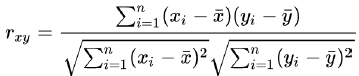 r_{xy} = \frac{\sum_{i=1}^{n}(x_i - \bar{x})(y_i - \bar{y})}{\sqrt{\sum_{i=1}^{n}(x_i - \bar{x})^2}\sqrt{\sum_{i=1}^{n}(y_i - \bar{y})^2}}